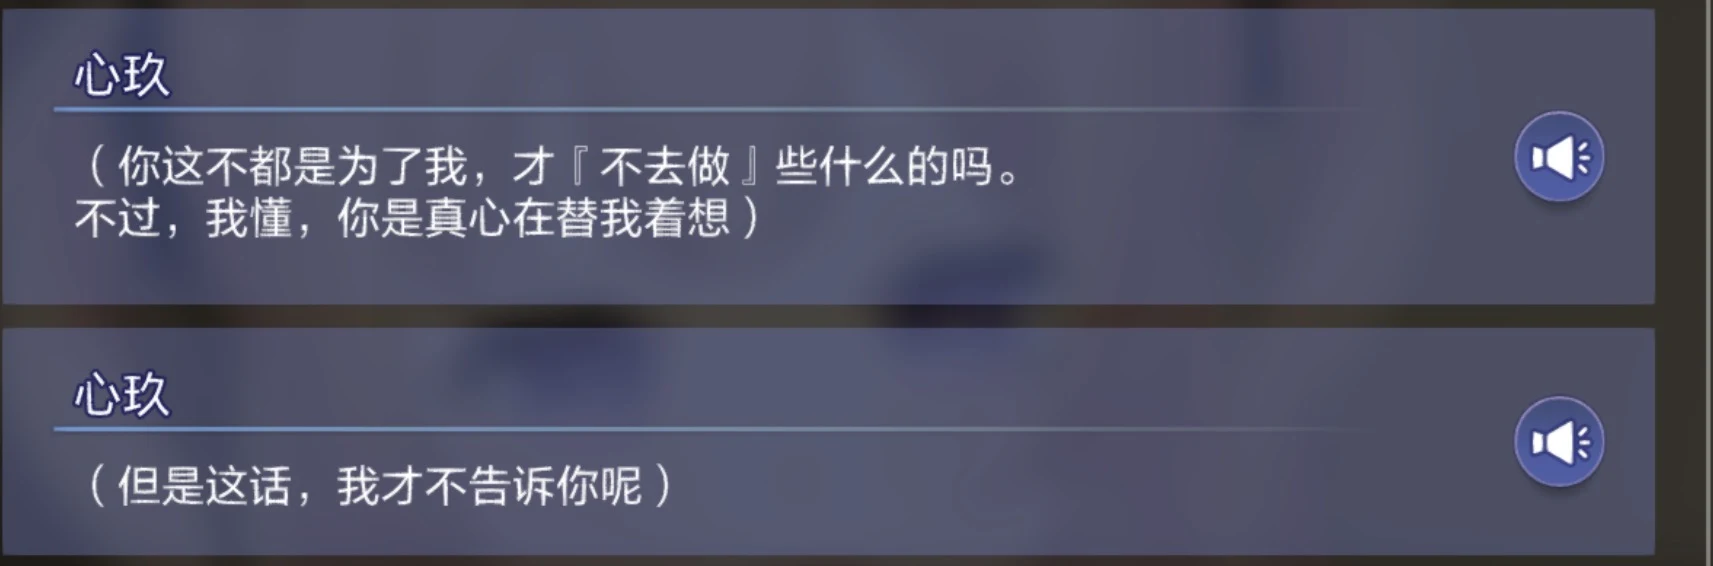 心玖
（你这不都是为了我，才『不去做』些什么的吗。
不过，我懂，你是真心在替我着想）
心玖
（但是这话，我才不告诉你呢）